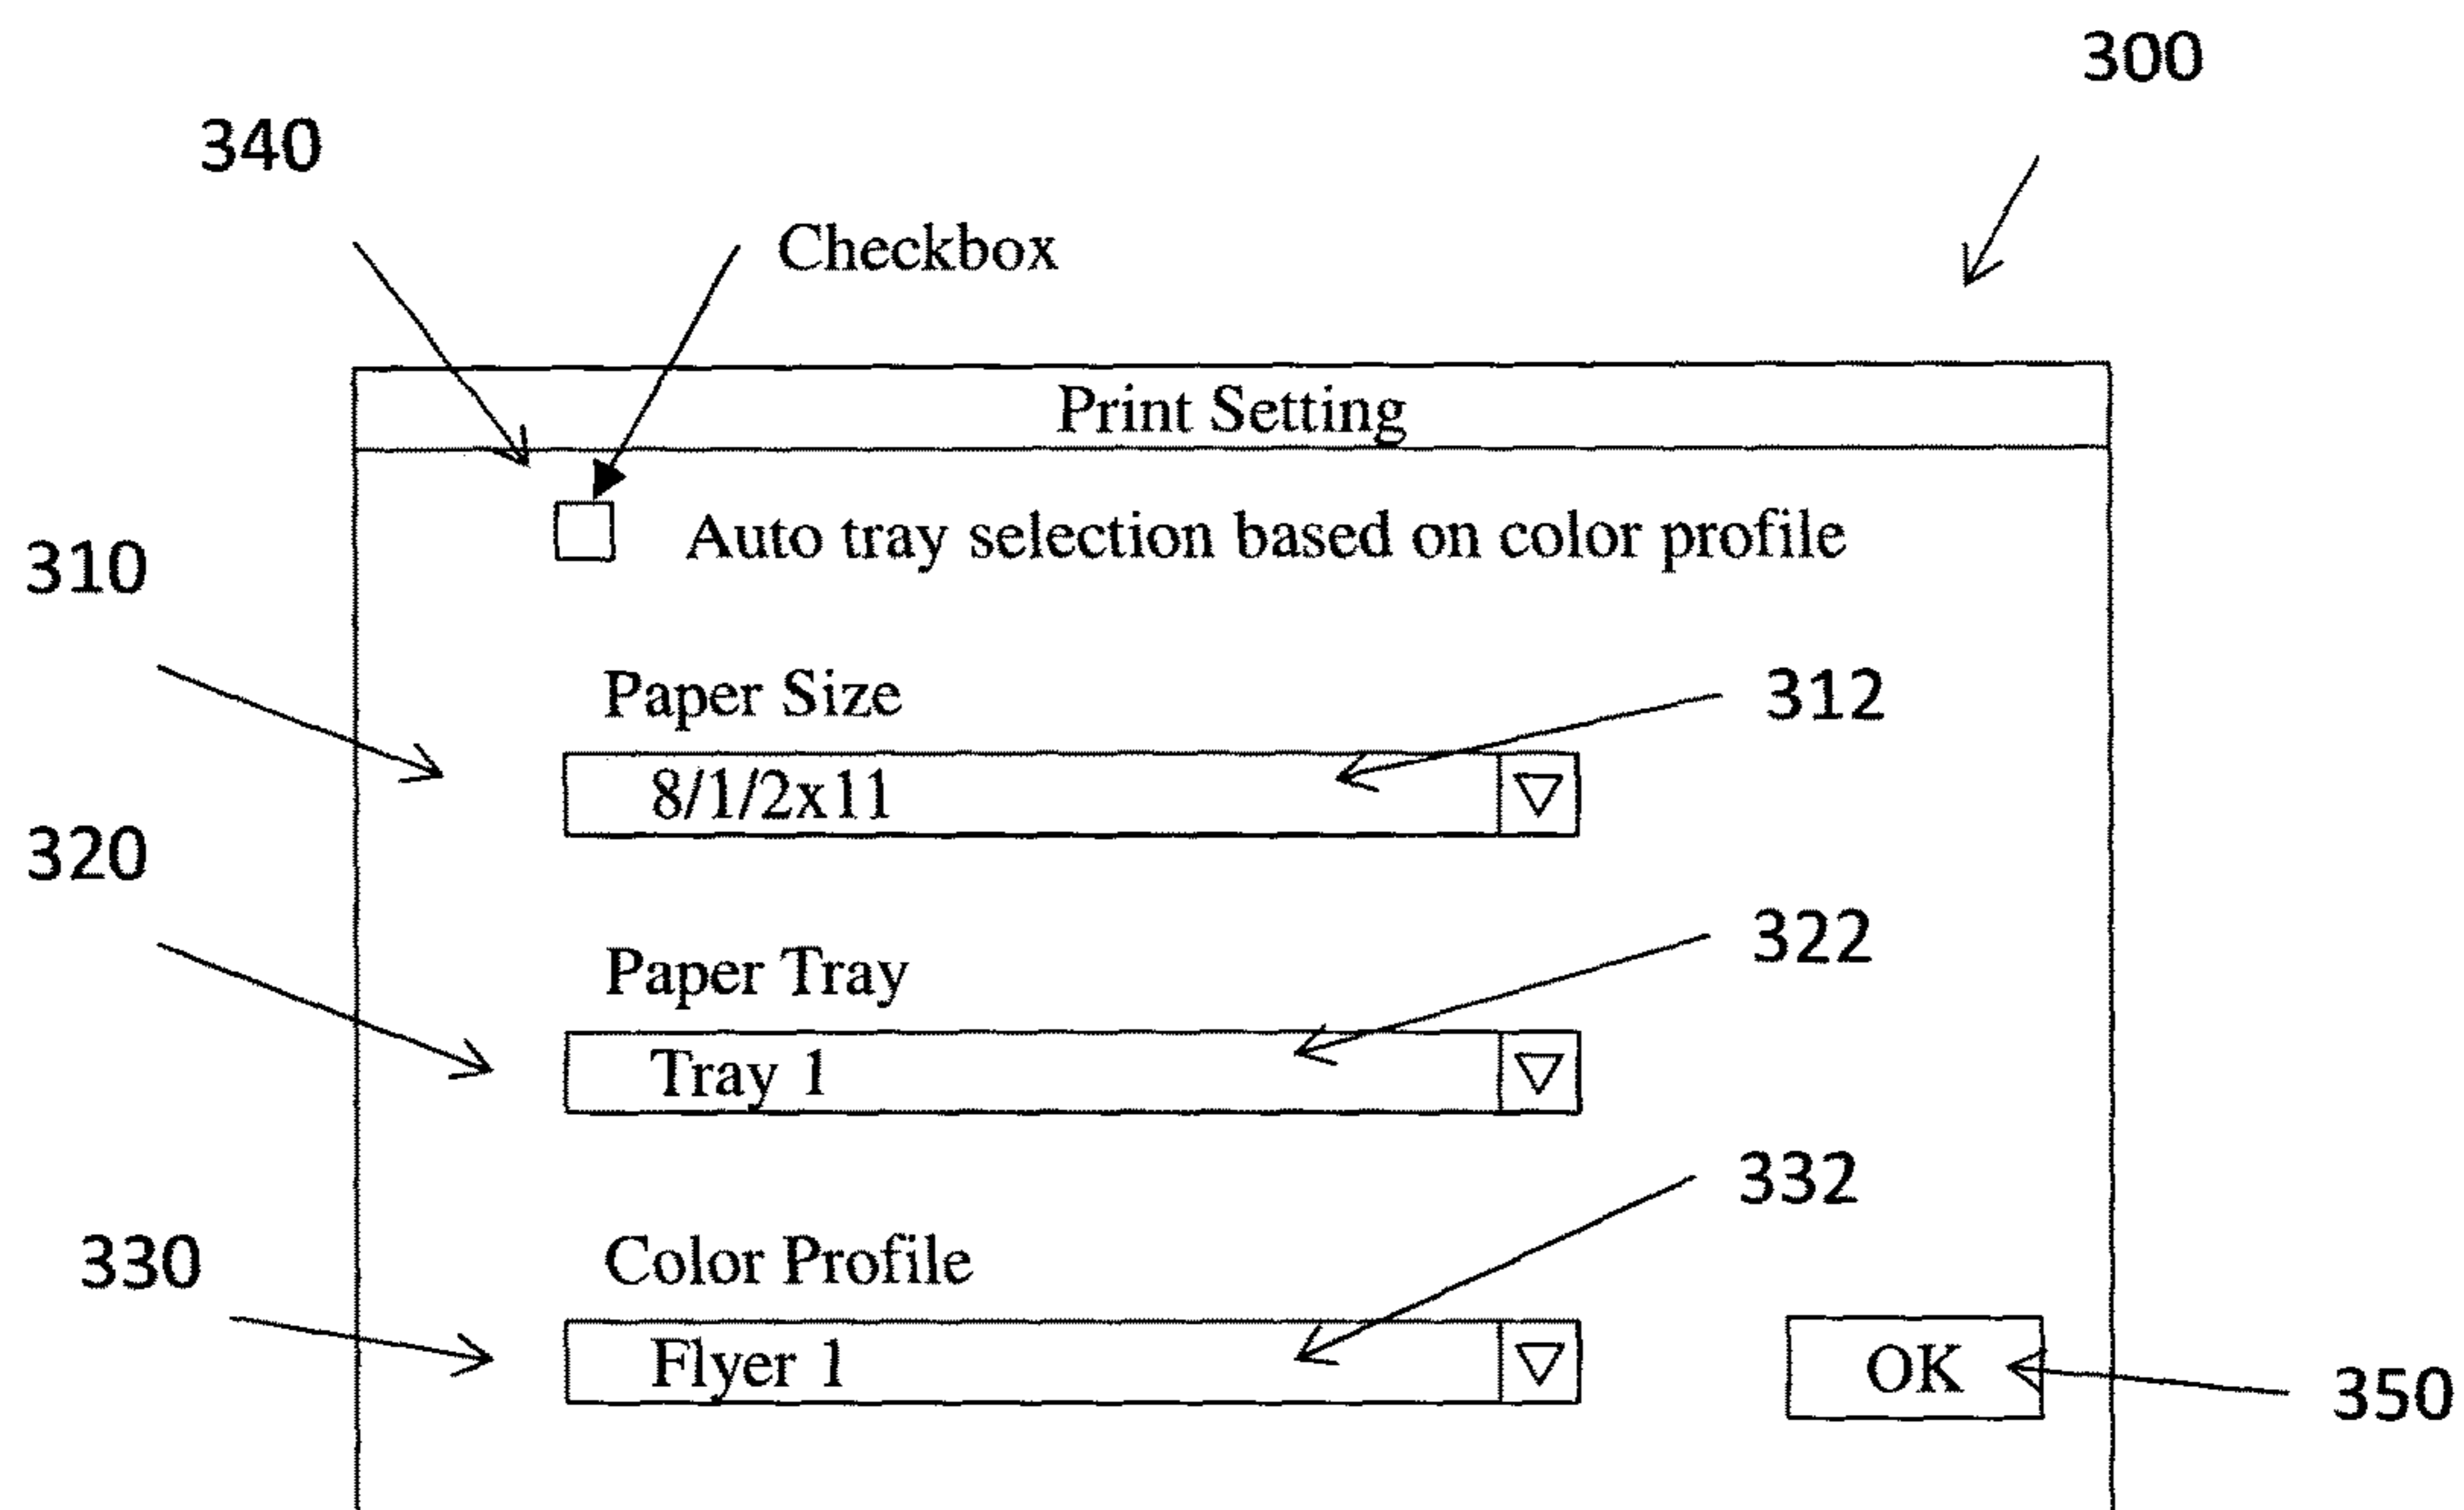 300
340
Checkbox
Print Setting
Auto tray selection based on color profile
310
Paper Size
312
8/1/2x11
320
322
Paper Tray
Tray 1
332
330
Color Profile
Flyer 1
OK
350